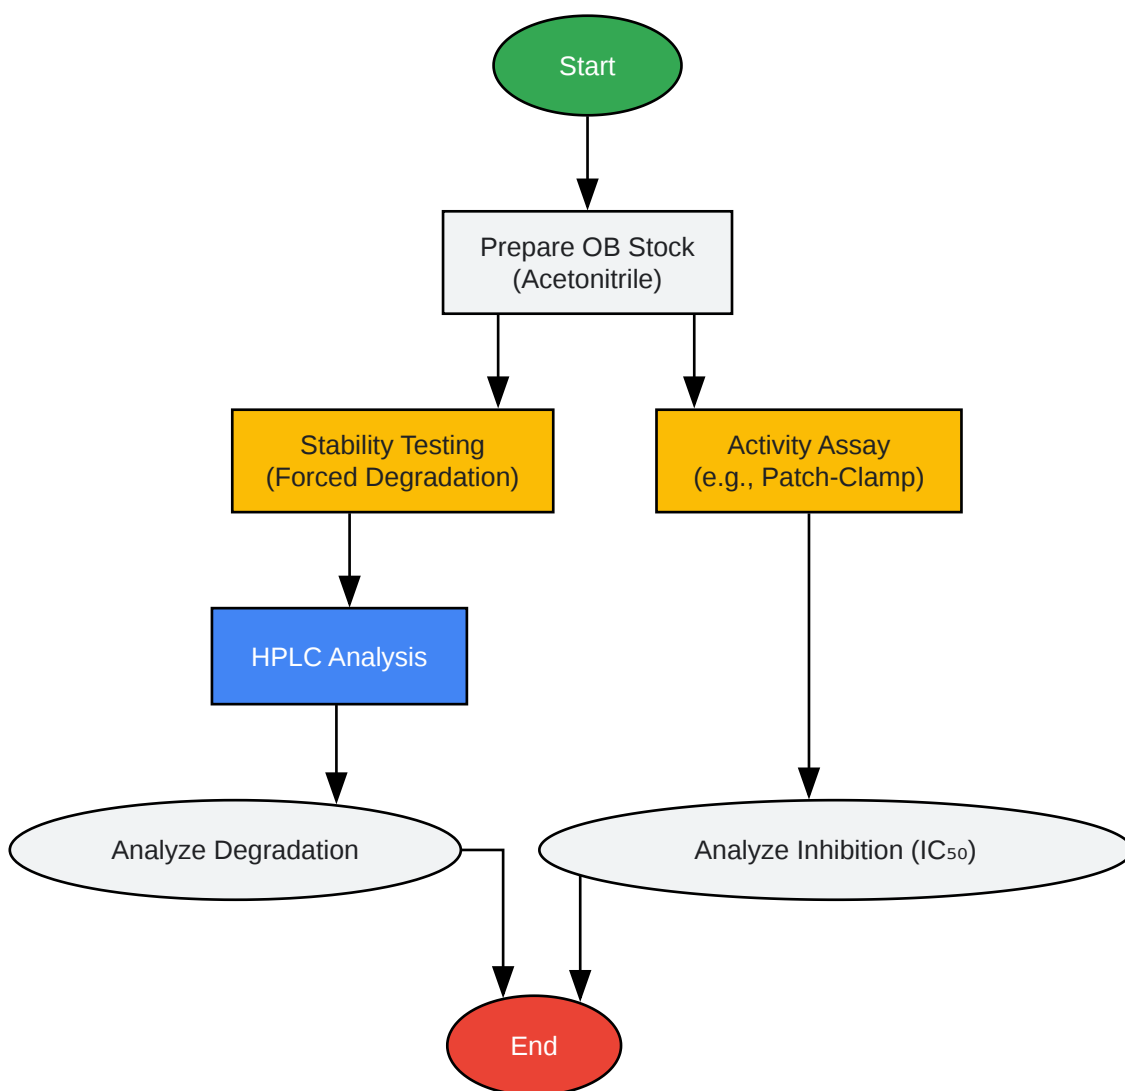 Start
Prepare OB Stock
(Acetonitrile)
Stability Testing
(Forced Degradation)
Activity Assay
(e.g., Patch-Clamp)
HPLC Analysis
Analyze Degradation
Analyze Inhibition (IC₅₀)
End